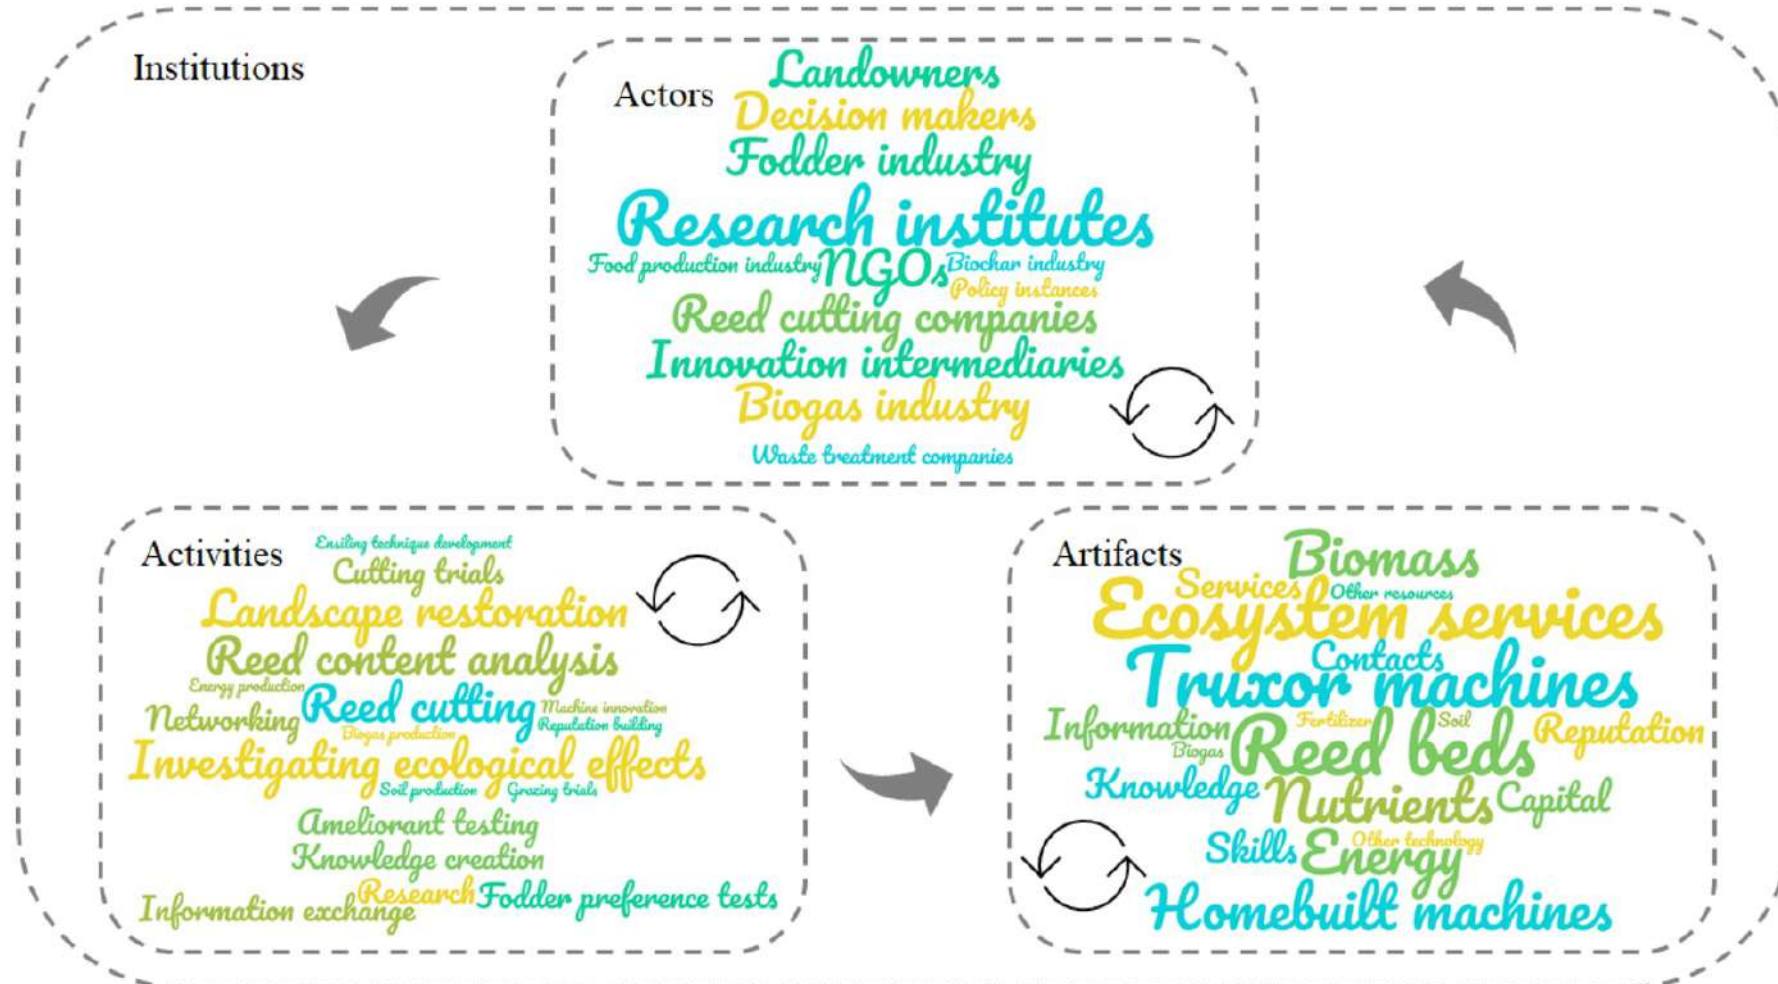 Institutions
Actors
Landowners
Decision makers
Fodder industry
Research institutes
Food production industry NGOs Biochar industry
Policy instances
Reed cutting companies
Innovation intermediaries
Biogas industry
Waste treatment companies
Activities
Ensiling technique development
Cutting trials
Landscape restoration
Reed content analysis
Energy production
Networking Reed cutting Machine innovation
Reputation building
Biogas production
Investigating ecological effects
Soil production Grazing trials
Ameliorant testing
Knowledge creation
Information exchange Research Fodder preference tests
Artifacts
Biomass
Services Other resources
Ecosystem services
Contacts
Truxor machines
Information Fertilizer Soil Reputation
Biogas Reed beds
Knowledge Nutrients Capital
Skills Energy Other technology
Homebuilt machines